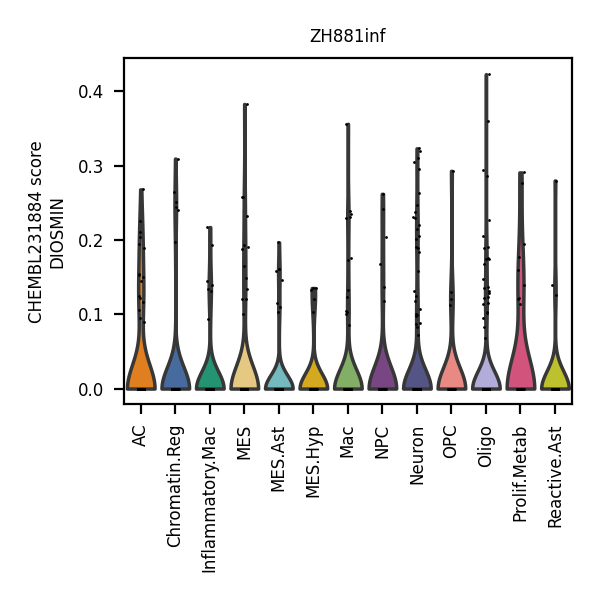 ZH881inf
CHEMBL231884 score
DIOSMIN
0.4
0.3
0.2
0.1
0.0
AC
Chromatin.Reg
Inflammatory.Mac
MES
MES.Ast
MES.Hyp
Mac
NPC
Neuron
OPC
Oligo
Prolif.Metab
Reactive.Ast